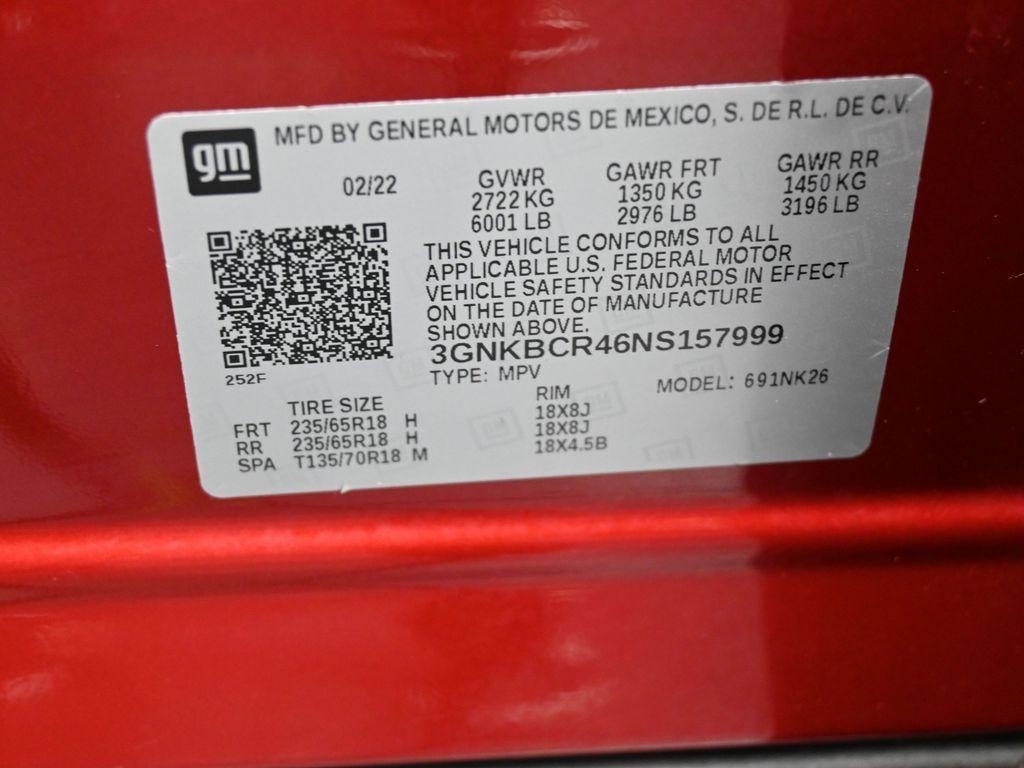 gm MFD BY GENERAL MOTORS DE MEXICO, S. DE R.L. DE C.V.
02/22 GVWR GAWR FRT GAWR RR
2722 KG 1350 KG 1450 KG
6001 LB 2976 LB 3196 LB
THIS VEHICLE CONFORMS TO ALL
APPLICABLE U.S. FEDERAL MOTOR
VEHICLE SAFETY STANDARDS IN EFFECT
ON THE DATE OF MANUFACTURE
SHOWN ABOVE.
3GNKBCR46NS157999
252F TYPE: MPV MODEL: 691NK26
TIRE SIZE RIM
FRT 235/65R18 H 18X8J
RR 235/65R18 H 18X8J
SPA T135/70R18 M 18X4.5B